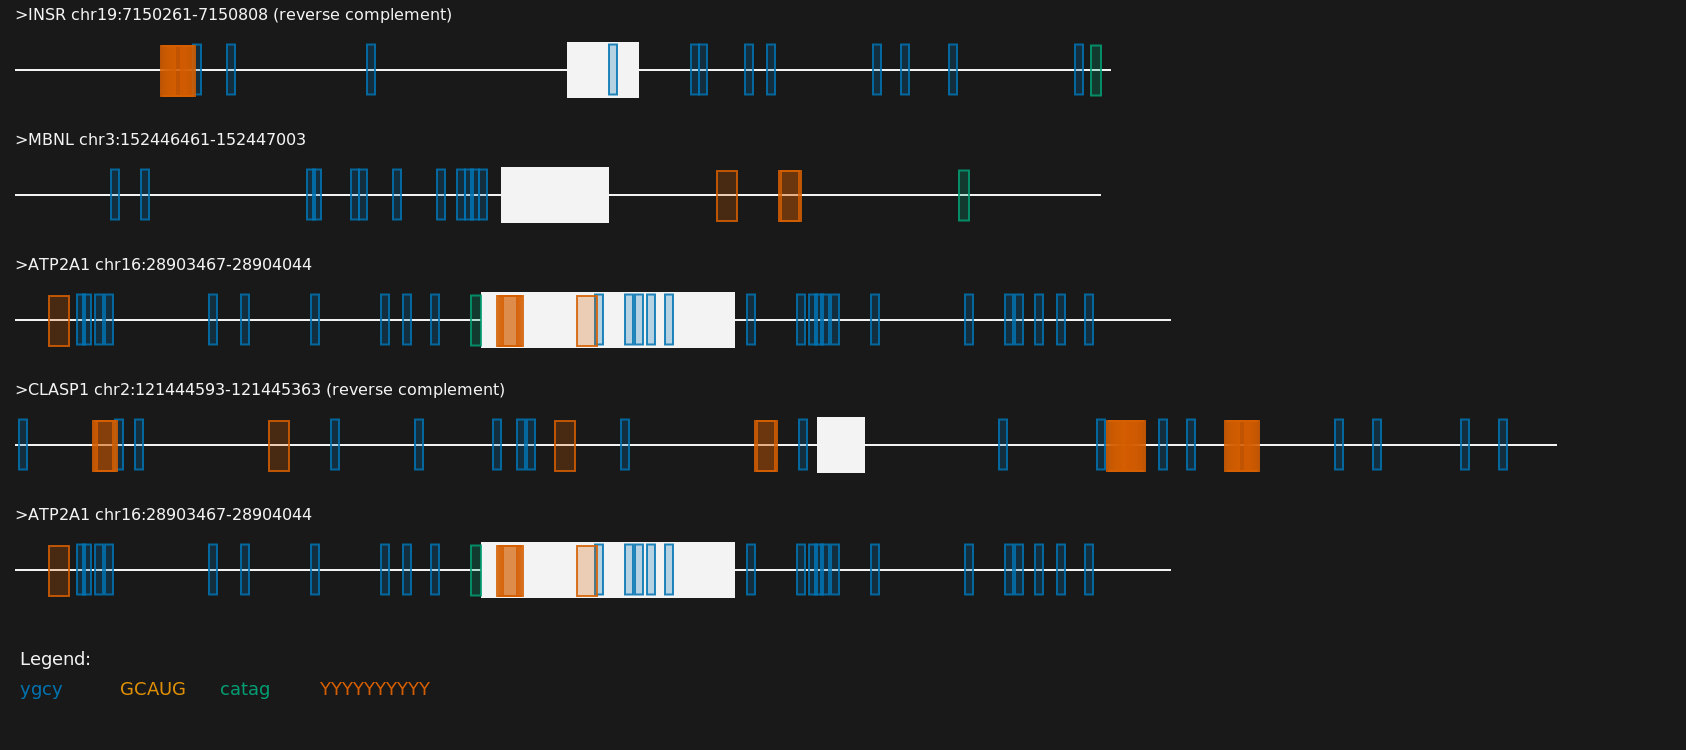 >INSR chr19:7150261-7150808 (reverse complement)
>MBNL chr3:152446461-152447003
>ATP2A1 chr16:28903467-28904044
>CLASP1 chr2:121444593-121445363 (reverse complement)
>ATP2A1 chr16:28903467-28904044
Legend:
ygcy GCAUG catag YYYYYYYYYY